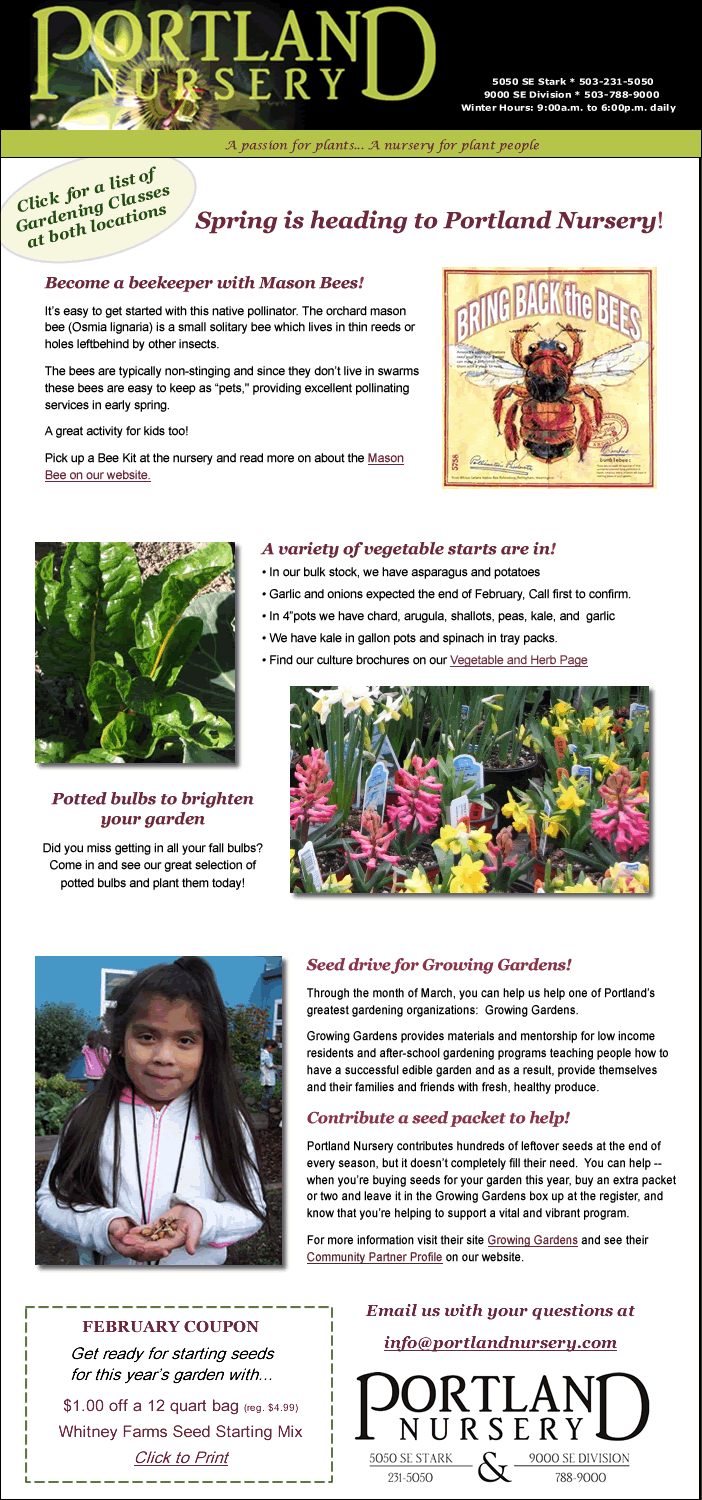 PORTLAND
NURSERY
5050 SE Stark * 503-231-5050
9000 SE Division * 503-788-9000
Winter Hours: 9:00a.m. to 6:00p.m. daily
A passion for plants... A nursery for plant people
Click for a list of
Gardening Classes
at both locations
Spring is heading to Portland Nursery!
Become a beekeeper with Mason Bees!
It's easy to get started with this native pollinator. The orchard mason
bee (Osmia lignaria) is a small solitary bee which lives in thin reeds or
holes leftbehind by other insects.
The bees are typically non-stinging and since they don't live in swarms
these bees are easy to keep as “pets," providing excellent pollinating
services in early spring.
A great activity for kids too!
Pick up a Bee Kit at the nursery and read more on about the Mason
Bee on our website.
BRING BACK the BEES
5758
bumblebee:
A variety of vegetable starts are in!
• In our bulk stock, we have asparagus and potatoes
• Garlic and onions expected the end of February, Call first to confirm.
• In 4”pots we have chard, arugula, shallots, peas, kale, and garlic
• We have kale in gallon pots and spinach in tray packs.
• Find our culture brochures on our Vegetable and Herb Page
Potted bulbs to brighten
your garden
Did you miss getting in all your fall bulbs?
Come in and see our great selection of
potted bulbs and plant them today!
Seed drive for Growing Gardens!
Through the month of March, you can help us help one of Portland's
greatest gardening organizations: Growing Gardens.
Growing Gardens provides materials and mentorship for low income
residents and after-school gardening programs teaching people how to
have a successful edible garden and as a result, provide themselves
and their families and friends with fresh, healthy produce.
Contribute a seed packet to help!
Portland Nursery contributes hundreds of leftover seeds at the end of
every season, but it doesn't completely fill their need. You can help --
when you're buying seeds for your garden this year, buy an extra packet
or two and leave it in the Growing Gardens box up at the register, and
know that you're helping to support a vital and vibrant program.
For more information visit their site Growing Gardens and see their
Community Partner Profile on our website.
FEBRUARY COUPON
Get ready for starting seeds
for this year's garden with...
$1.00 off a 12 quart bag (reg. $4.99)
Whitney Farms Seed Starting Mix
Click to Print
Email us with your questions at
info@portlandnursery.com
PORTLAND
NURSERY
5050 SE STARK & 9000 SE DIVISION
231-5050 788-9000